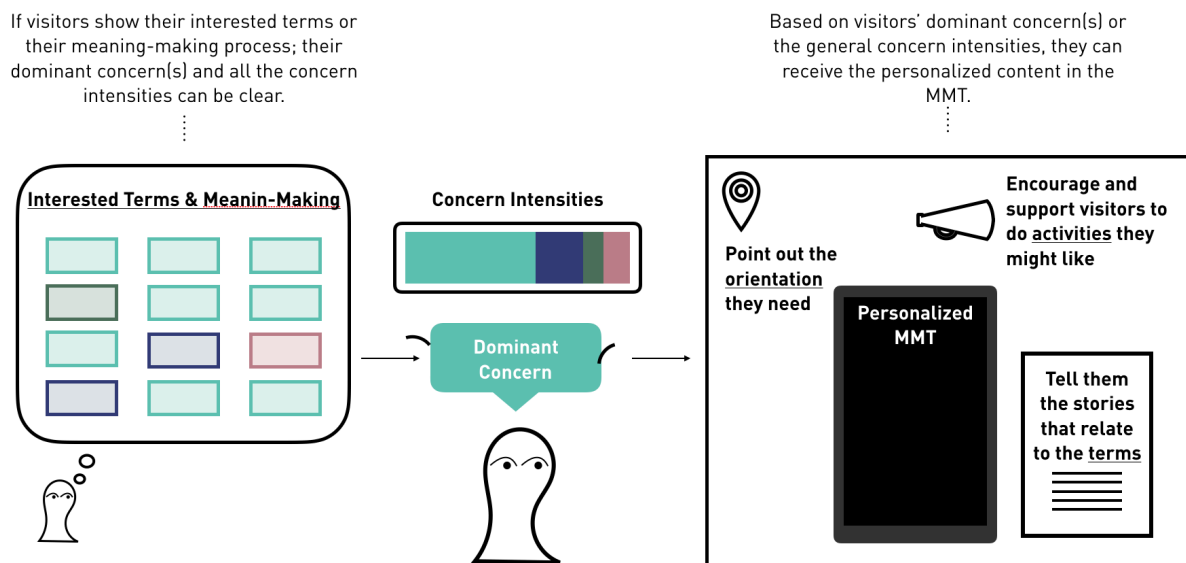 If visitors show their interested terms or
their meaning-making process; their
dominant concern(s) and all the concern
intensities can be clear.
Based on visitors’ dominant concern(s) or
the general concern intensities, they can
receive the personalized content in the
MMT.
Interested Terms & Meanin-Making
Concern Intensities
Dominant
Concern
Point out the
orientation
they need
Encourage and
support visitors to
do activities they
might like
Personalized
MMT
Tell them
the stories
that relate
to the terms